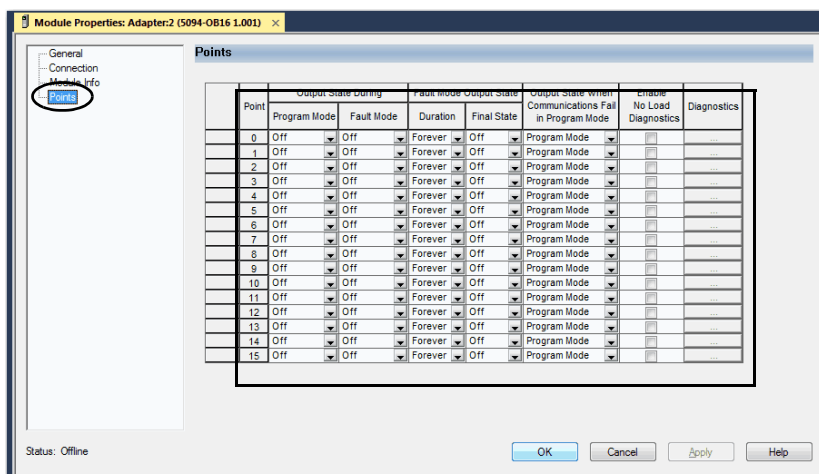 Module Properties: Adapter:2 (5094-OB16 1.001) ×
General
Connection
Module Info
Points
Points
Point
Output State During
Program Mode Fault Mode
Fault Mode Output State
Duration Final State
Output State When
Communications Fail
in Program Mode
Enable
No Load
Diagnostics
Diagnostics
0 Off Off Forever Off Program Mode ...
1 Off Off Forever Off Program Mode ...
2 Off Off Forever Off Program Mode ...
3 Off Off Forever Off Program Mode ...
4 Off Off Forever Off Program Mode ...
5 Off Off Forever Off Program Mode ...
6 Off Off Forever Off Program Mode ...
7 Off Off Forever Off Program Mode ...
8 Off Off Forever Off Program Mode ...
9 Off Off Forever Off Program Mode ...
10 Off Off Forever Off Program Mode ...
11 Off Off Forever Off Program Mode ...
12 Off Off Forever Off Program Mode ...
13 Off Off Forever Off Program Mode ...
14 Off Off Forever Off Program Mode ...
15 Off Off Forever Off Program Mode ...
Status: Offline
OK Cancel Apply Help